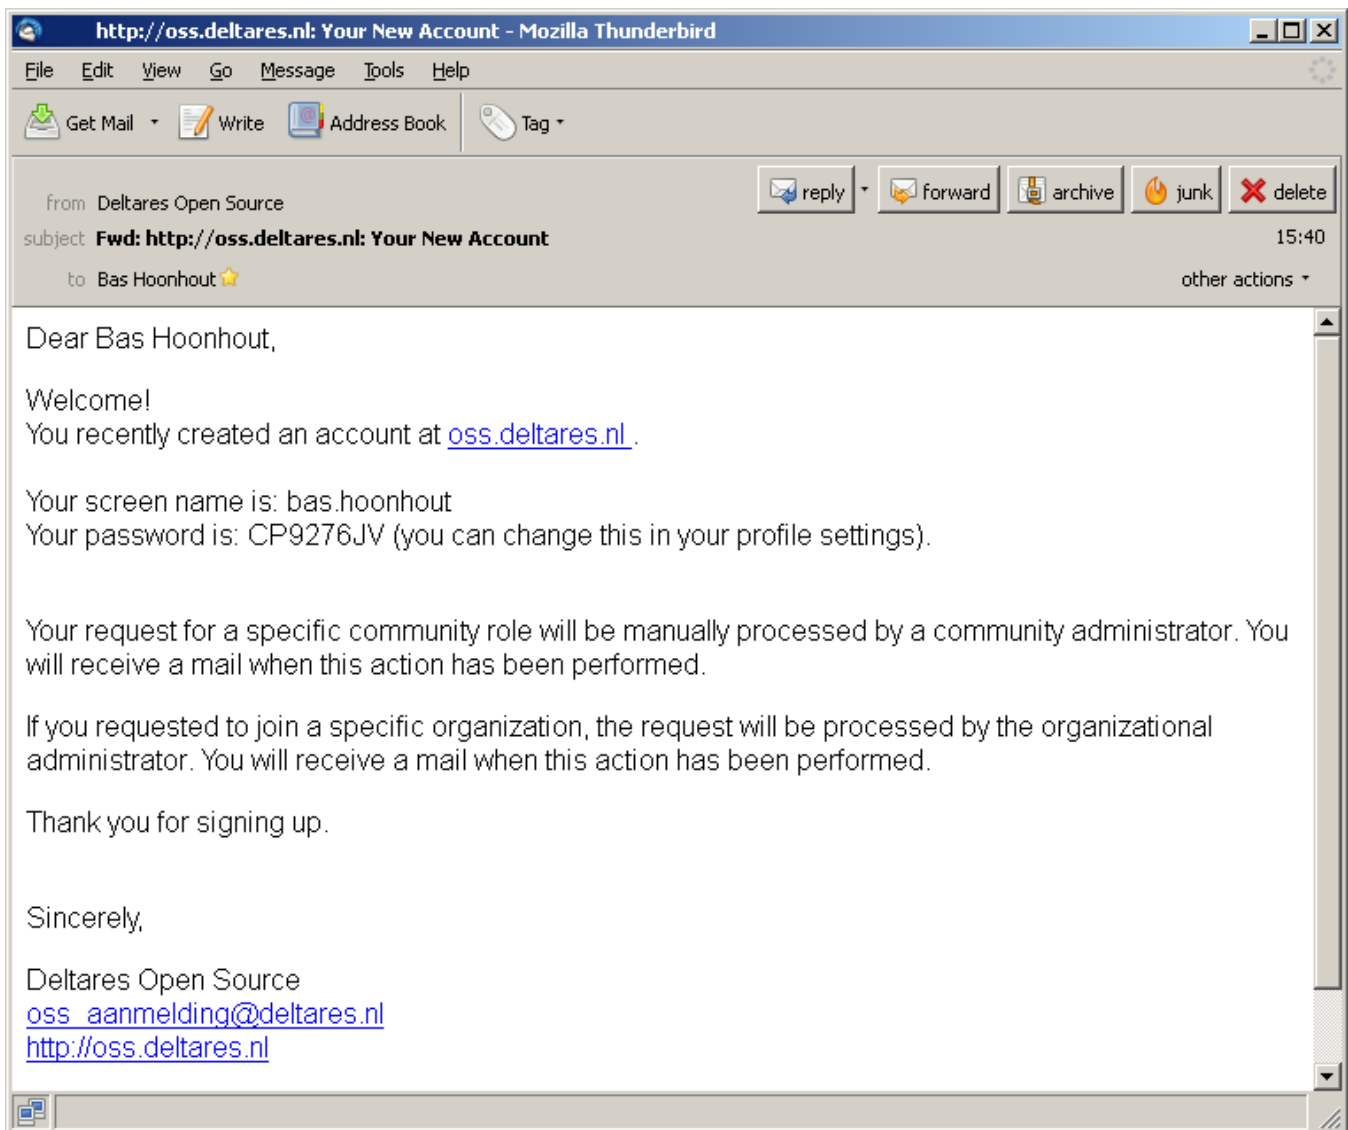 http://oss.deltares.nl: Your New Account - Mozilla Thunderbird
File Edit View Go Message Tools Help
Get Mail Write Address Book Tag
reply forward archive junk delete
from Deltares Open Source
subject Fwd: http://oss.deltares.nl: Your New Account 15:40
to Bas Hoonhout other actions
Dear Bas Hoonhout,
Welcome!
You recently created an account at oss.deltares.nl .
Your screen name is: bas.hoonhout
Your password is: CP9276JV (you can change this in your profile settings).
Your request for a specific community role will be manually processed by a community administrator. You
will receive a mail when this action has been performed.
If you requested to join a specific organization, the request will be processed by the organizational
administrator. You will receive a mail when this action has been performed.
Thank you for signing up.
Sincerely,
Deltares Open Source
oss_aanmelding@deltares.nl
http://oss.deltares.nl